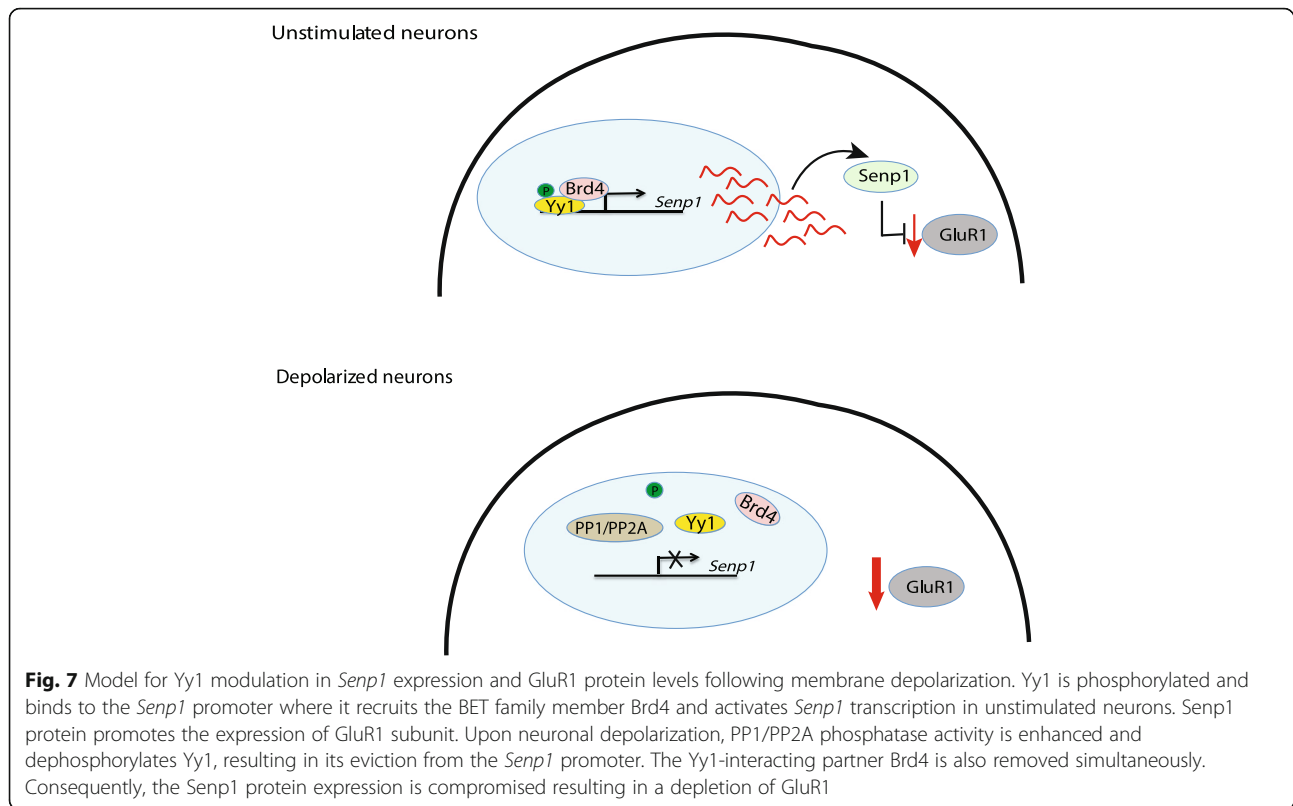 Unstimulated neurons
P
Brd4
Yy1
Senp1
Senp1
GluR1
Depolarized neurons
P
Brd4
PP1/PP2A
Yy1
Senp1
GluR1
Fig. 7 Model for Yy1 modulation in Senp1 expression and GluR1 protein levels following membrane depolarization. Yy1 is phosphorylated and
binds to the Senp1 promoter where it recruits the BET family member Brd4 and activates Senp1 transcription in unstimulated neurons. Senp1
protein promotes the expression of GluR1 subunit. Upon neuronal depolarization, PP1/PP2A phosphatase activity is enhanced and
dephosphorylates Yy1, resulting in its eviction from the Senp1 promoter. The Yy1-interacting partner Brd4 is also removed simultaneously.
Consequently, the Senp1 protein expression is compromised resulting in a depletion of GluR1